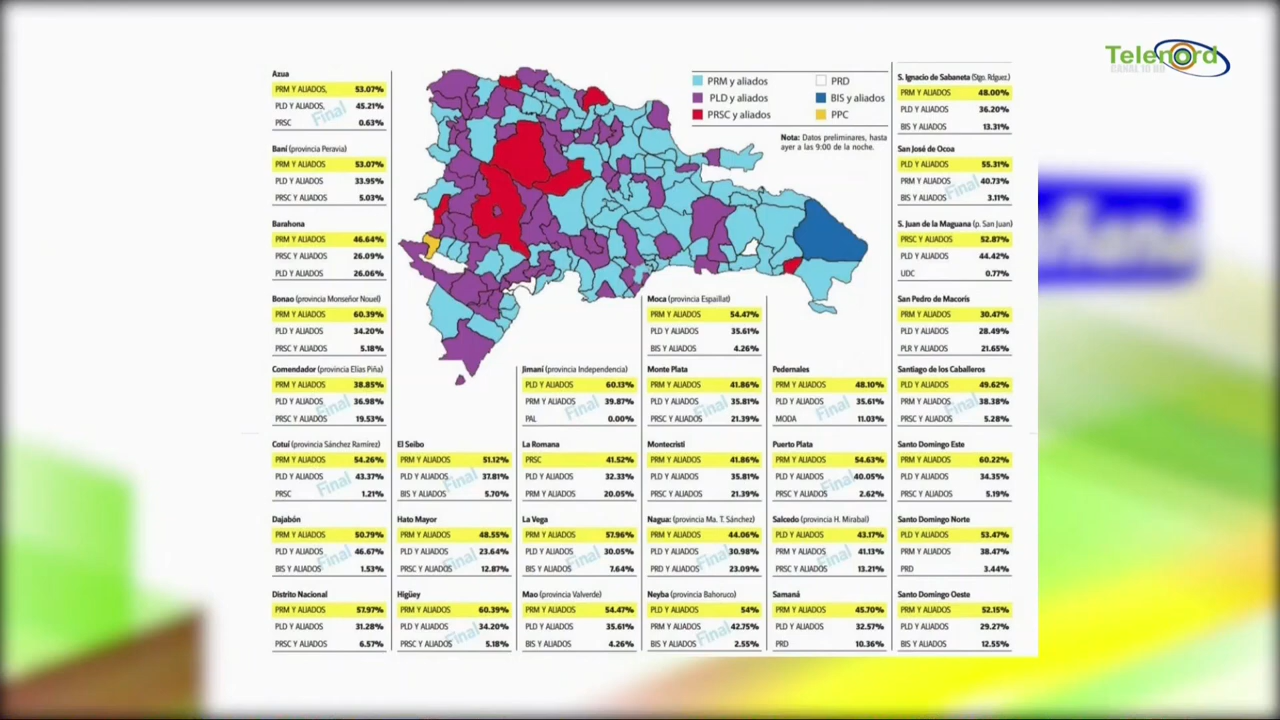 Telenord
CANAL 10 HD
PRM y aliados
PLD y aliados
PRSC y aliados
PRD
BIS y aliados
PPC
Nota: Datos preliminares, hasta
ayer a las 9:00 de la noche.
Azua
PRM Y ALIADOS, 53.07%
PLD Y ALIADOS, 45.21%
PRSC 0.63%
Final
Baní (provincia Peravia)
PRM Y ALIADOS 53.07%
PLD Y ALIADOS 33.95%
PRSC Y ALIADOS 5.03%
Barahona
PRM Y ALIADOS 46.64%
PRSC Y ALIADOS 26.09%
PLD Y ALIADOS 26.06%
Bonao (provincia Monseñor Nouel)
PRM Y ALIADOS 60.39%
PLD Y ALIADOS 34.20%
PRSC Y ALIADOS 5.18%
Comendador (provincia Elías Piña)
PRM Y ALIADOS 38.85%
PLD Y ALIADOS 36.98%
PRSC Y ALIADOS 19.53%
Final
Cotuí (provincia Sánchez Ramírez)
PRM Y ALIADOS 54.26%
PLD Y ALIADOS 43.37%
PRSC 1.21%
Final
Dajabón
PRM Y ALIADOS 50.79%
PLD Y ALIADOS 46.67%
BIS Y ALIADOS 1.53%
Final
Distrito Nacional
PRM Y ALIADOS 57.97%
PLD Y ALIADOS 31.28%
PRSC Y ALIADOS 6.57%
El Seibo
PRM Y ALIADOS 51.12%
PLD Y ALIADOS 37.81%
BIS Y ALIADOS 5.70%
Final
Hato Mayor
PRM Y ALIADOS 48.55%
PLD Y ALIADOS 23.64%
PRSC Y ALIADOS 12.87%
Final
Higüey
PRM Y ALIADOS 60.39%
PLD Y ALIADOS 34.20%
PRSC Y ALIADOS 5.18%
Final
Jimaní (provincia Independencia)
PLD Y ALIADOS 60.13%
PRM Y ALIADOS 39.87%
PAL 0.00%
Final
La Romana
PRSC 41.52%
PLD Y ALIADOS 32.33%
PRM Y ALIADOS 20.05%
La Vega
PRM Y ALIADOS 57.96%
PLD Y ALIADOS 30.05%
BIS Y ALIADOS 7.64%
Final
Mao (provincia Valverde)
PRM Y ALIADOS 54.47%
PLD Y ALIADOS 35.61%
BIS Y ALIADOS 4.26%
Moca (provincia Espaillat)
PRM Y ALIADOS 54.47%
PLD Y ALIADOS 35.61%
BIS Y ALIADOS 4.26%
Monte Plata
PRM Y ALIADOS 41.86%
PLD Y ALIADOS 35.81%
PRSC Y ALIADOS 21.39%
Final
Montecristi
PRM Y ALIADOS 41.86%
PLD Y ALIADOS 35.81%
PRSC Y ALIADOS 21.39%
Nagua: (provincia Ma. T. Sánchez)
PRM Y ALIADOS 44.06%
PLD Y ALIADOS 30.98%
PRD Y ALIADOS 23.09%
Final
Neyba (provincia Bahoruco)
PLD Y ALIADOS 54%
PRM Y ALIADOS 42.75%
BIS Y ALIADOS 2.55%
Final
Pedernales
PRM Y ALIADOS 48.10%
PLD Y ALIADOS 35.61%
MODA 11.03%
Final
Puerto Plata
PRM Y ALIADOS 54.63%
PLD Y ALIADOS 40.05%
PRSC Y ALIADOS 2.62%
Final
Salcedo (provincia H. Mirabal)
PLD Y ALIADOS 43.17%
PRM Y ALIADOS 41.13%
PRSC Y ALIADOS 13.21%
Final
Samaná
PRM Y ALIADOS 45.70%
PLD Y ALIADOS 32.57%
PRD 10.36%
S. Ignacio de Sabaneta (Stgo. Rdguez.)
PRM Y ALIADOS 48.00%
PLD Y ALIADOS 36.20%
BIS Y ALIADOS 13.31%
San José de Ocoa
PLD Y ALIADOS 55.31%
PRM Y ALIADOS 40.73%
BIS Y ALIADOS 3.11%
Final
S. Juan de la Maguana (p. San Juan)
PRSC Y ALIADOS 52.87%
PLD Y ALIADOS 44.42%
UDC 0.77%
San Pedro de Macorís
PRM Y ALIADOS 30.47%
PLD Y ALIADOS 28.49%
PLR Y ALIADOS 21.65%
Santiago de los Caballeros
PLD Y ALIADOS 49.62%
PRM Y ALIADOS 38.38%
PRSC Y ALIADOS 5.28%
Final
Santo Domingo Este
PRM Y ALIADOS 60.22%
PLD Y ALIADOS 34.35%
PRSC Y ALIADOS 5.19%
Santo Domingo Norte
PLD Y ALIADOS 53.47%
PRM Y ALIADOS 38.47%
PRD 3.44%
Santo Domingo Oeste
PRM Y ALIADOS 52.15%
PLD Y ALIADOS 29.27%
BIS Y ALIADOS 12.55%